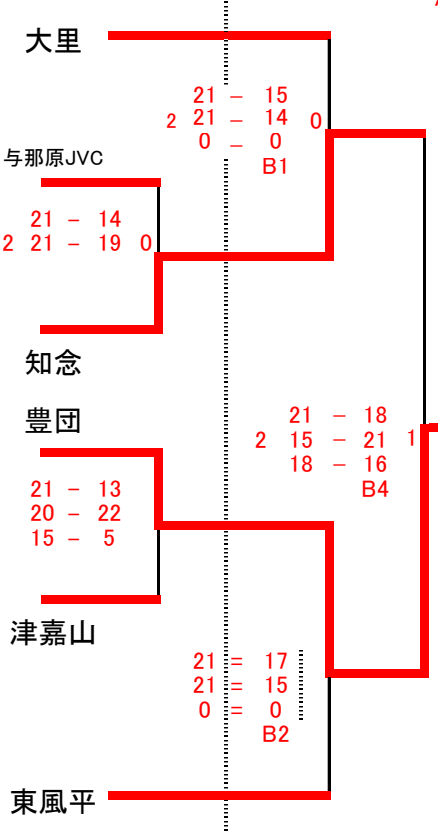 大里
21 － 15
2 21 － 14 0
0 － 0
B1
与那原JVC
21 － 14
2 21 － 19 0
知念
豊団
21 － 18
2 15 － 21 1
18 － 16
B4
21 － 13
20 － 22
15 － 5
津嘉山
21 = 17
21 = 15
0 = 0
B2
東風平